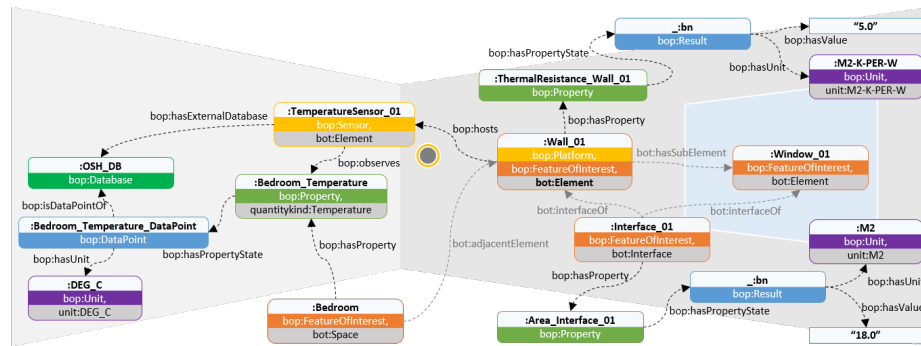 _:bn
bop:Result
"5.0"
bop:hasValue
bop:hasPropertyState
bop:hasUnit
:M2-K-PER-W
bop:Unit,
unit:M2-K-PER-W
:ThermalResistance_Wall_01
bop:Property
:TemperatureSensor_01
bop:Sensor,
bot:Element
bop:hasExternalDatabase
bop:hosts
bop:hasProperty
:Wall_01
bop:Platform,
bop:FeatureOfInterest,
bot:Element
bot:hasSubElement
:Window_01
bop:FeatureOfInterest,
bot:Element
bop:observes
:OSH_DB
bop:Database
:Bedroom_Temperature
bop:Property,
quantitykind:Temperature
bop:isDataPointOf
bot:interfaceOf
bot:interfaceOf
:Bedroom_Temperature_DataPoint
bop:DataPoint
:Interface_01
bop:FeatureOfInterest,
bot:Interface
:M2
bop:Unit,
unit:M2
bop:hasUnit
bop:hasPropertyState
bop:hasProperty
bot:adjacentElement
:DEG_C
bop:Unit,
unit:DEG_C
bop:hasProperty
_:bn
bop:Result
bop:hasUnit
:Bedroom
bop:FeatureOfInterest,
bot:Space
bop:hasPropertyState
bop:hasValue
:Area_Interface_01
bop:Property
"18.0"